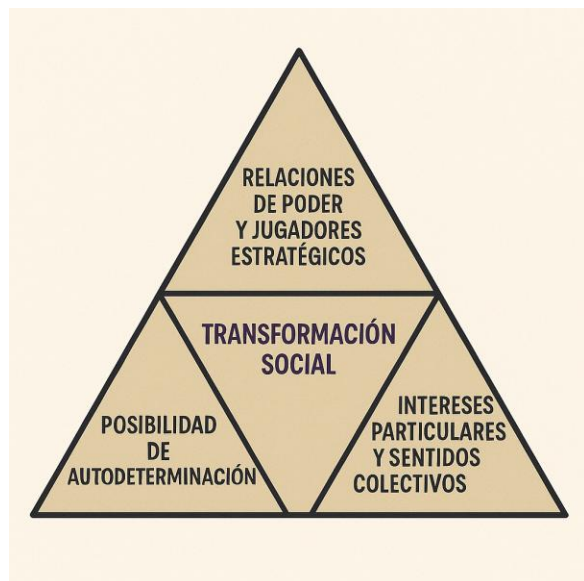 RELACIONES
DE PODER
Y JUGADORES
ESTRATÉGICOS
TRANSFORMACIÓN
SOCIAL
POSIBILIDAD
DE
AUTODETERMINACIÓN
INTERESES
PARTICULARES
Y SENTIDOS
COLECTIVOS